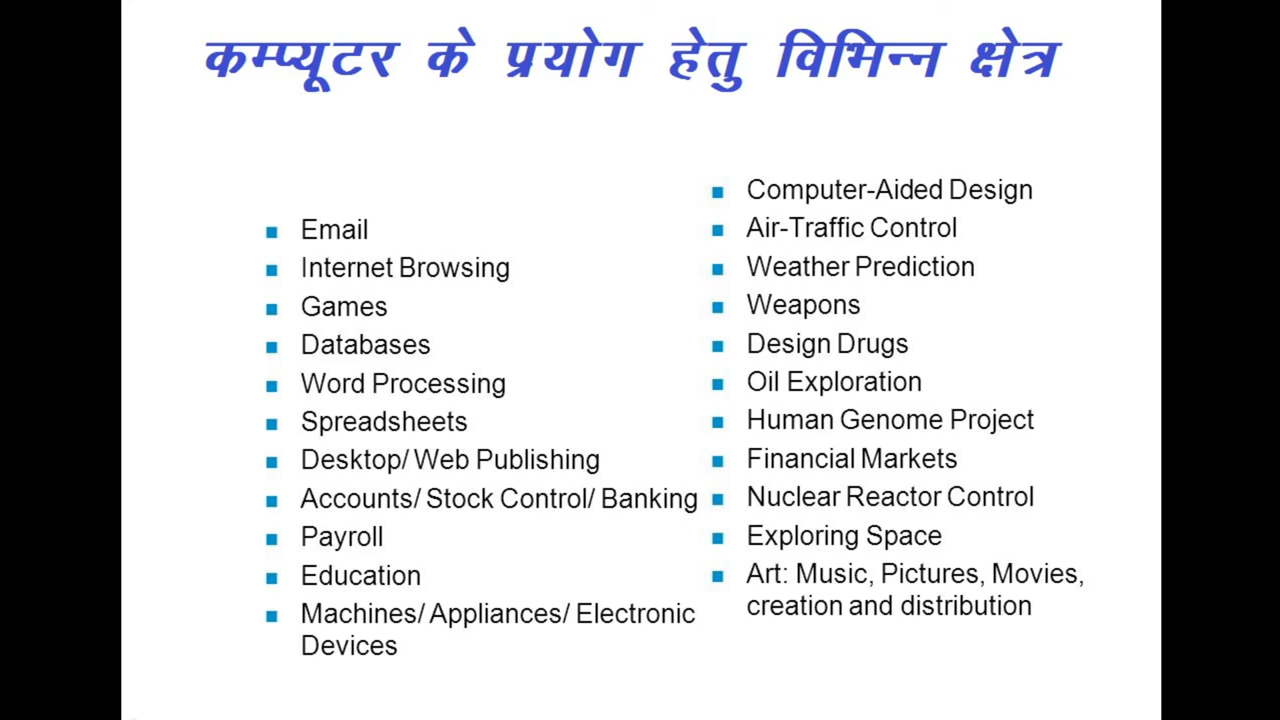 कम्प्यूटर के प्रयोग हेतु विभिन्न क्षेत्र
Email
Internet Browsing
Games
Databases
Word Processing
Spreadsheets
Desktop/ Web Publishing
Accounts/ Stock Control/ Banking
Payroll
Education
Machines/ Appliances/ Electronic
Devices
Computer-Aided Design
Air-Traffic Control
Weather Prediction
Weapons
Design Drugs
Oil Exploration
Human Genome Project
Financial Markets
Nuclear Reactor Control
Exploring Space
Art: Music, Pictures, Movies,
creation and distribution